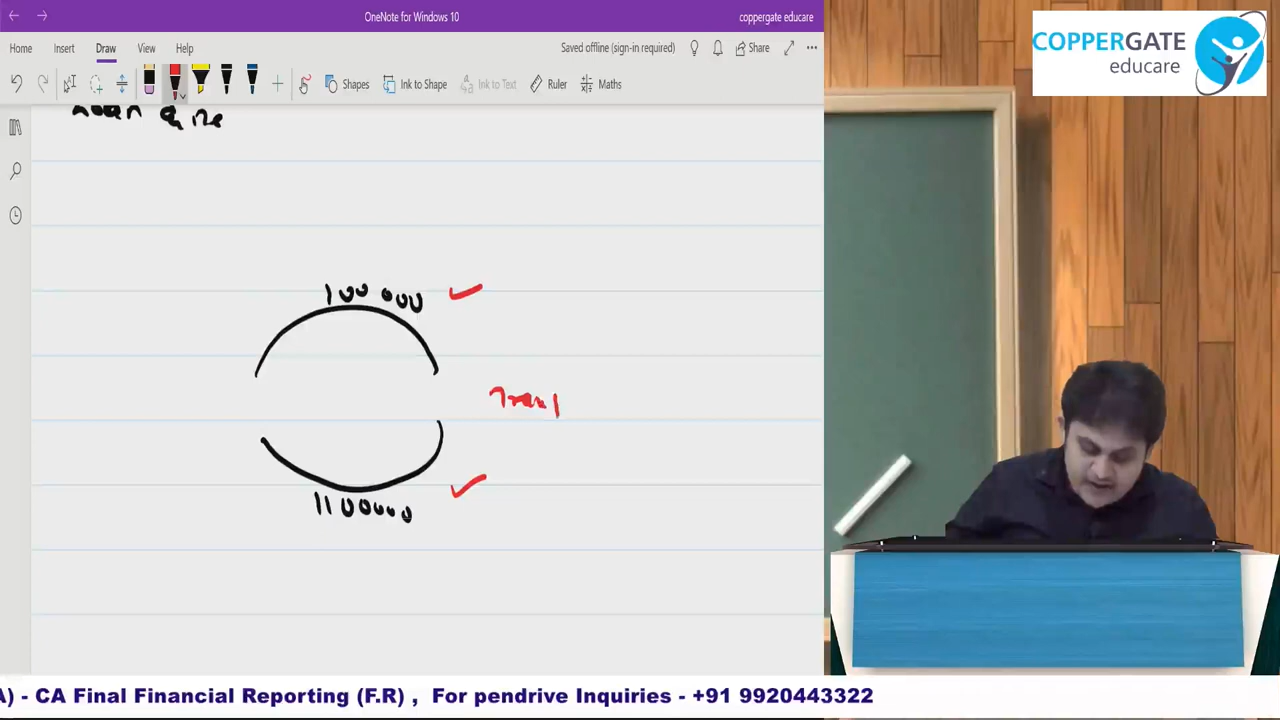 OneNote for Windows 10
coppergate educare
Home Insert Draw View Help
Saved offline (sign-in required)
Share
Shapes
Ink to Shape
Ink to Text
Ruler
Maths
COPPERGATE
educare
100 000
1100000
A) - CA Final Financial Reporting (F.R) , For pendrive Inquiries - +91 9920443322